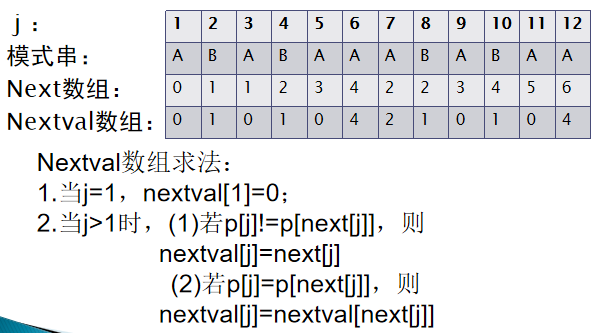 j： 1 2 3 4 5 6 7 8 9 10 11 12
模式串： A B A B A A A B A B A A
Next数组： 0 1 1 2 3 4 2 2 3 4 5 6
Nextval数组： 0 1 0 1 0 4 2 1 0 1 0 4
Nextval数组求法：
1.当j=1，nextval[1]=0；
2.当j>1时，(1)若p[j]!=p[next[j]]，则
nextval[j]=next[j]
(2)若p[j]=p[next[j]]，则
nextval[j]=nextval[next[j]]